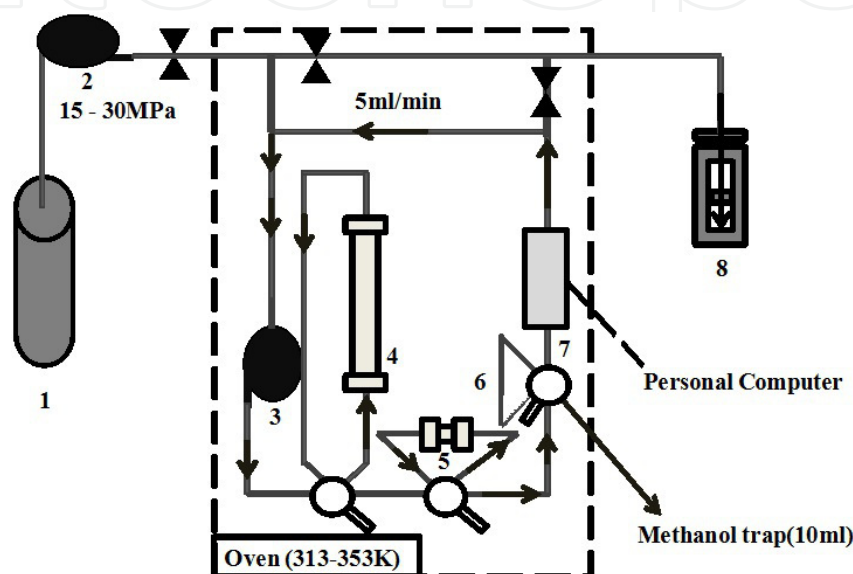 2
15 - 30MPa
5ml/min
8
1
3
4
5
6
7
Personal Computer
Methanol trap(10ml)
Oven (313-353K)